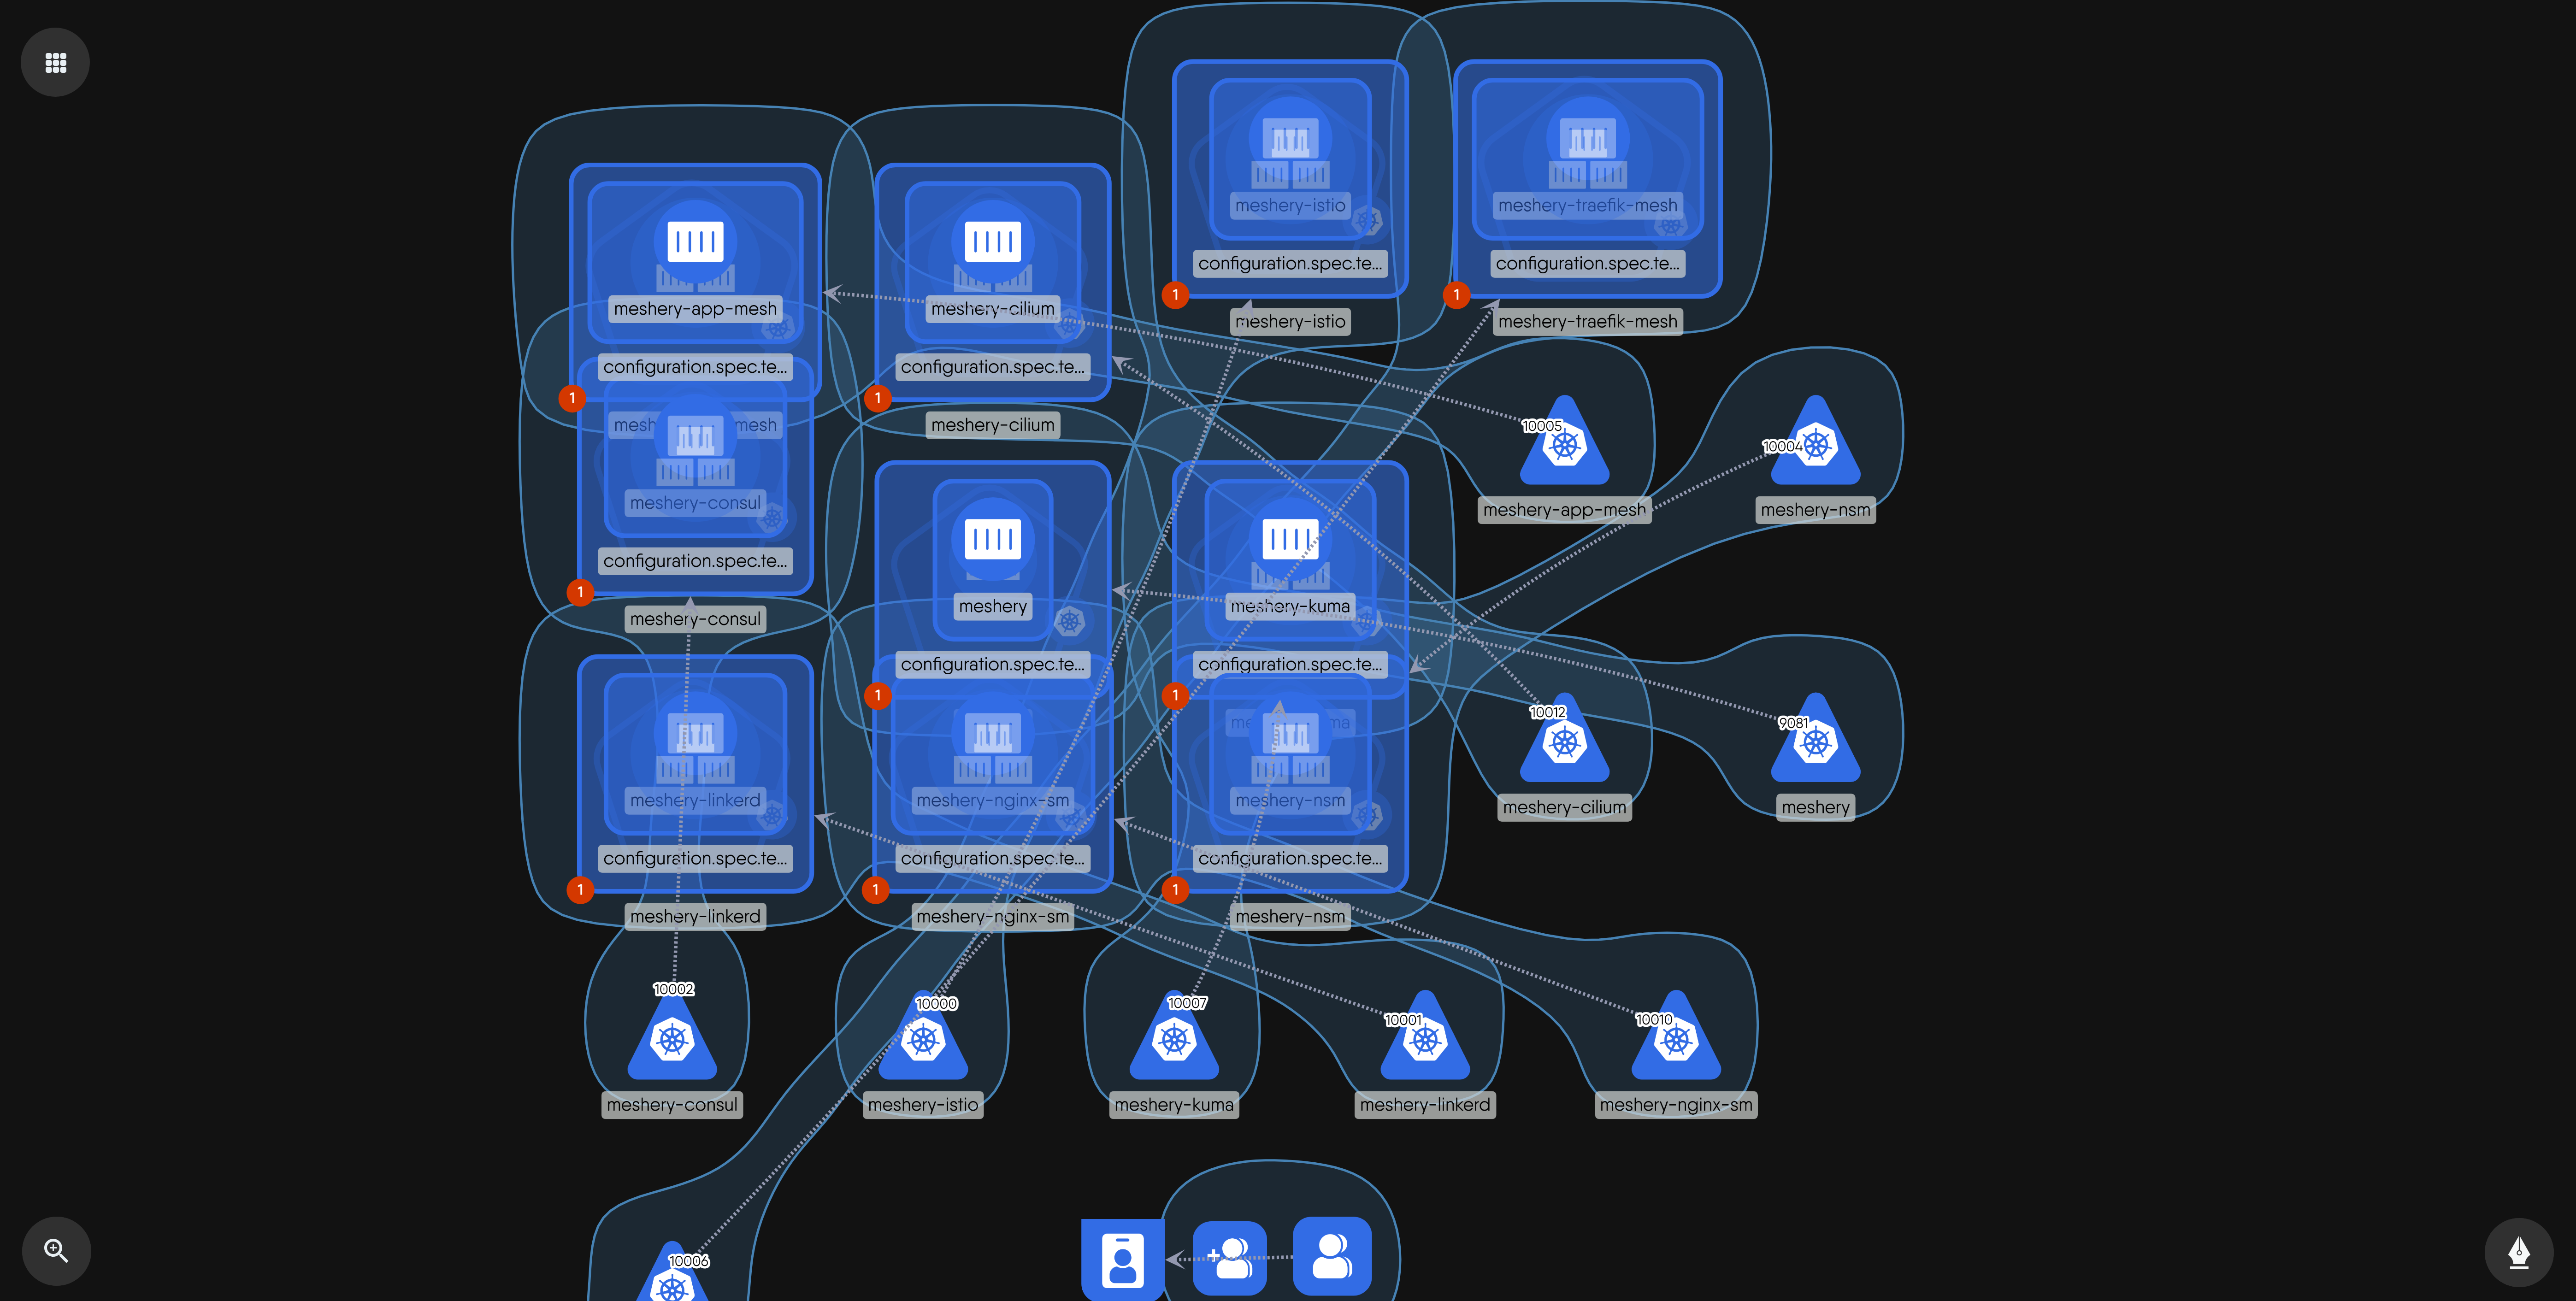 meshery-istio
meshery-traefik-mesh
configuration.spec.te...
configuration.spec.te...
1
1
meshery-istio
meshery-traefik-mesh
meshery-app-mesh
meshery-cilium
configuration.spec.te...
configuration.spec.te...
1
1
mesh
mesh
meshery-cilium
10005
10004
meshery-consul
meshery-app-mesh
meshery-nsm
configuration.spec.te...
1
meshery-consul
meshery
meshery-kuma
configuration.spec.te...
configuration.spec.te...
1
1
me
ma
10012
9081
meshery-linkerd
meshery-nginx-sm
meshery-nsm
meshery-cilium
meshery
configuration.spec.te...
configuration.spec.te...
configuration.spec.te...
1
1
1
meshery-linkerd
meshery-nginx-sm
meshery-nsm
10002
10000
10007
10001
10010
meshery-consul
meshery-istio
meshery-kuma
meshery-linkerd
meshery-nginx-sm
10006